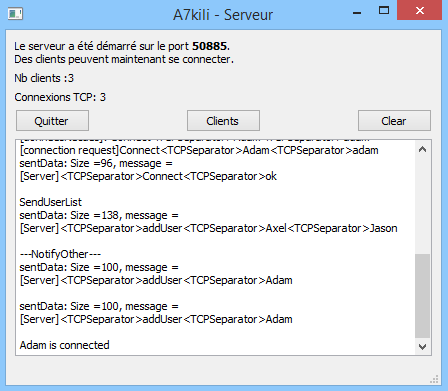 A7kili - Serveur
Le serveur a été démarré sur le port 50885.
Des clients peuvent maintenant se connecter.
Nb clients :3
Connexions TCP: 3
Quitter Clients Clear
[connection request]Connect<TCPSeparator>Adam<TCPSeparator>adam
sentData: Size =96, message =
[Server]<TCPSeparator>Connect<TCPSeparator>ok
SendUserList
sentData: Size =138, message =
[Server]<TCPSeparator>addUser<TCPSeparator>Axel<TCPSeparator>Jason
---NotifyOther---
sentData: Size =100, message =
[Server]<TCPSeparator>addUser<TCPSeparator>Adam
sentData: Size =100, message =
[Server]<TCPSeparator>addUser<TCPSeparator>Adam
Adam is connected